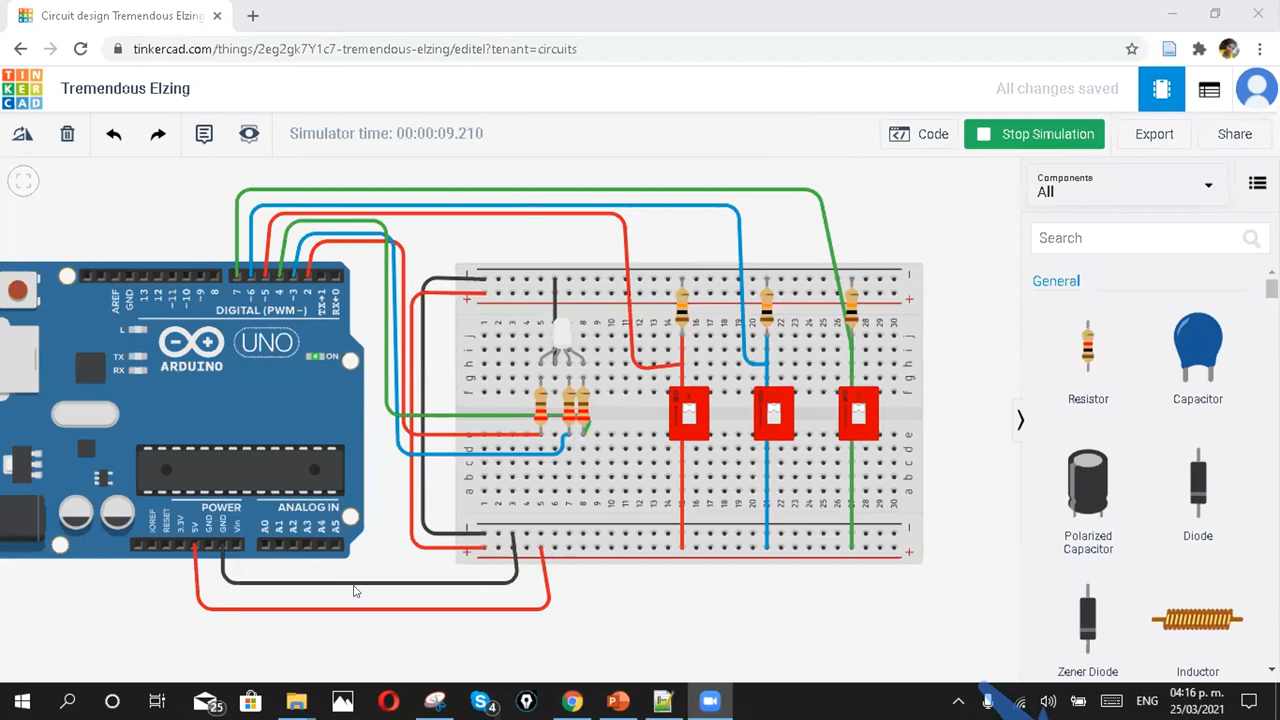 Circuit design Tremendous Elzing
tinkercad.com/things/2eg2gk7Y1c7-tremendous-elzing/editel?tenant=circuits
TIN
KER
CAD
Tremendous Elzing
All changes saved
Simulator time: 00:00:09.210
Code
Stop Simulation
Export
Share
Components
All
Search
General
Resistor
Capacitor
Polarized
Capacitor
Diode
Zener Diode
Inductor
AREF
GND
13
12
~11
~10
~9
8
7
~6
~5
4
~3
2
TX→1
RX←0
DIGITAL (PWM~)
L
TX
RX
UNO
ARDUINO
ON
POWER
ANALOG IN
IOREF
RESET
3.3V
5V
GND
GND
Vin
A0
A1
A2
A3
A4
A5
25
4
ENG
04:16 p. m.
25/03/2021